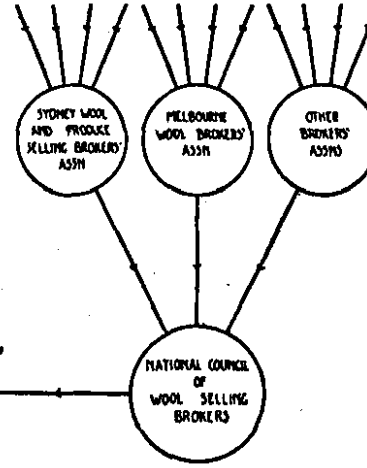 SYDNEY WOOL
AND PRODUCE
SELLING BROKERS'
ASSN
MELBOURNE
WOOL BROKERS'
ASSN
OTHER
BROKERS'
ASSNS
NATIONAL COUNCIL
OF
WOOL SELLING
BROKERS